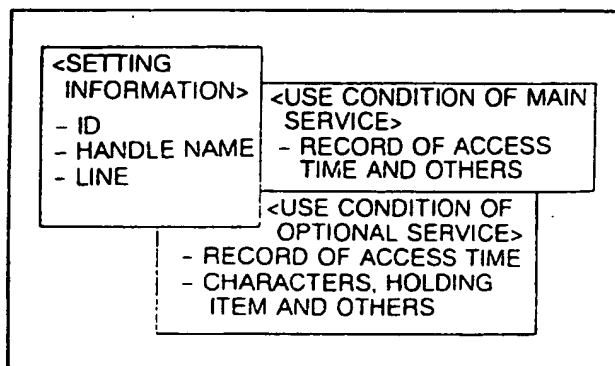 <SETTING
INFORMATION>
- ID
- HANDLE NAME
- LINE
<USE CONDITION OF MAIN
SERVICE>
- RECORD OF ACCESS
TIME AND OTHERS
<USE CONDITION OF
OPTIONAL SERVICE>
- RECORD OF ACCESS TIME
- CHARACTERS, HOLDING
ITEM AND OTHERS